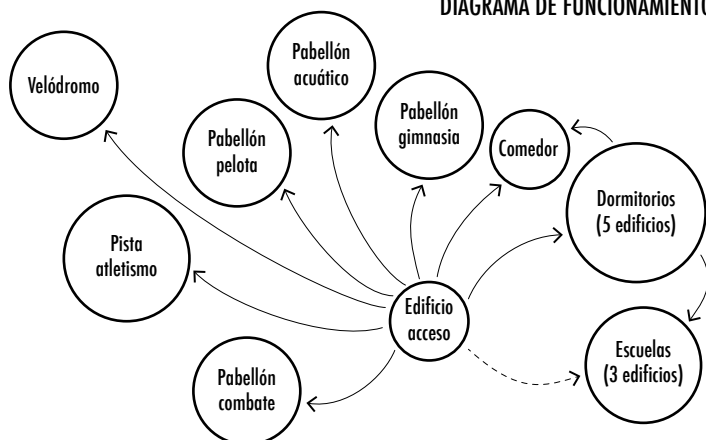 DIAGRAMA DE FUNCIONAMIENTO
Velódromo
Pabellón
acuático
Pabellón
pelota
Pabellón
gimnasia
Comedor
Dormitorios
(5 edificios)
Pista
atletismo
Edificio
acceso
Escuelas
(3 edificios)
Pabellón
combate